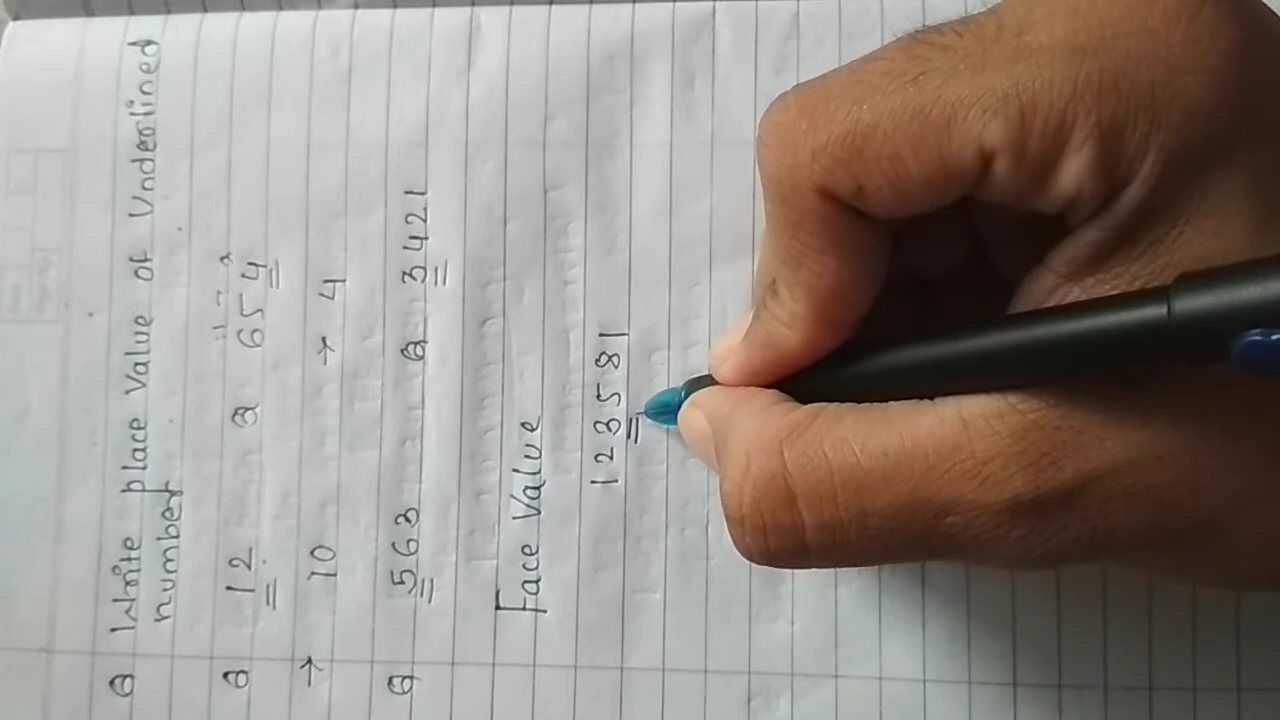 Q Write place Value of Underlined
number
Q 12 Q 654
→ 10 → 4
Q 563 Q 3421
Face Value
123581